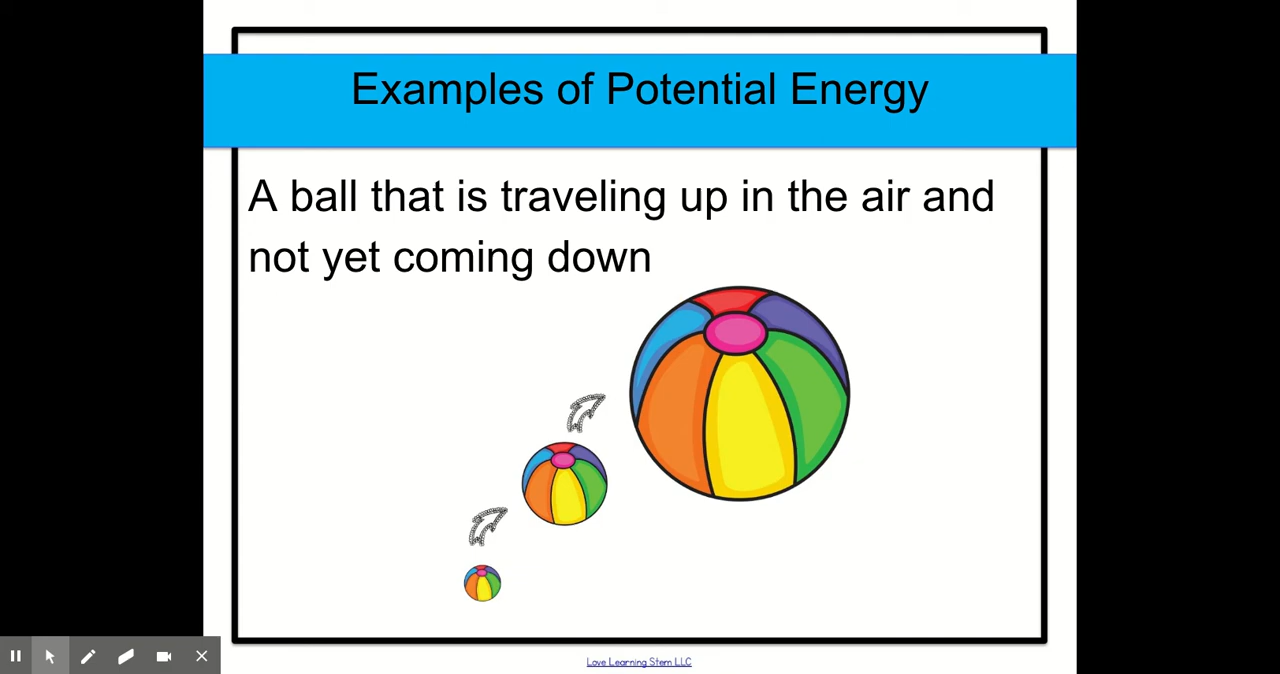 Examples of Potential Energy
A ball that is traveling up in the air and
not yet coming down
Love Learning Stem LLC